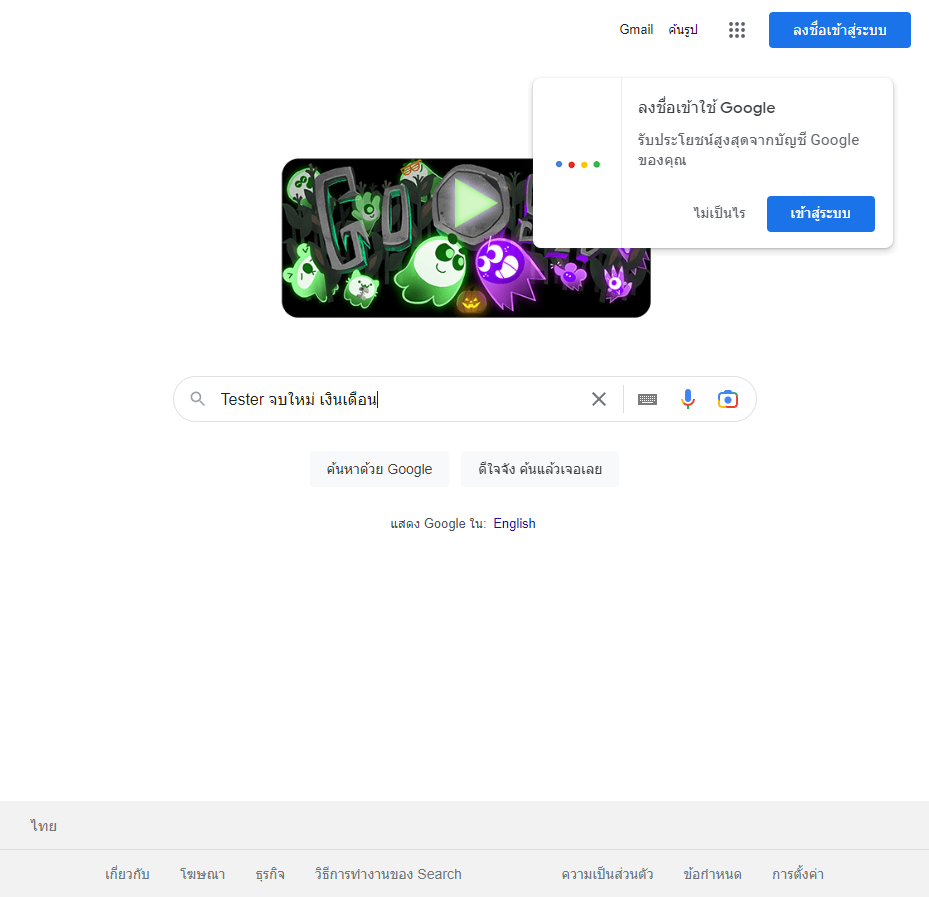 Gmail ค้นรูป ลงชื่อเข้าสู่ระบบ
ลงชื่อเข้าใช้ Google
รับประโยชน์สูงสุดจากบัญชี Google
ของคุณ
ไม่เป็นไร เข้าสู่ระบบ
Tester จบใหม่ เงินเดือน
ค้นหาด้วย Google ดีใจจัง ค้นแล้วเจอเลย
แสดง Google ใน: English
ไทย
เกี่ยวกับ โฆษณา ธุรกิจ วิธีการทำงานของ Search ความเป็นส่วนตัว ข้อกำหนด การตั้งค่า